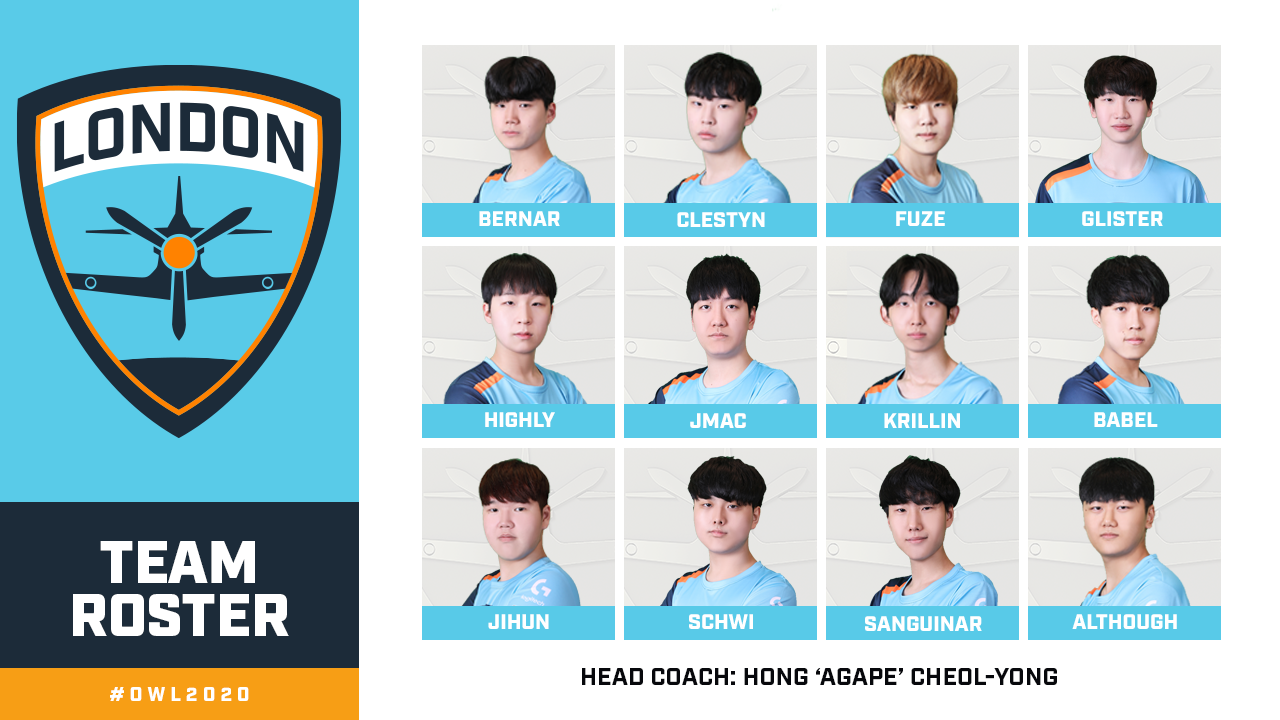 LONDON
TEAM
ROSTER
#OWL2020
BERNAR
CLESTYN
FUZE
GLISTER
HIGHLY
JMAC
KRILLIN
BABEL
JIHUN
SCHWI
SANGUINAR
ALTHOUGH
HEAD COACH: HONG ‘AGAPE’ CHEOL-YONG